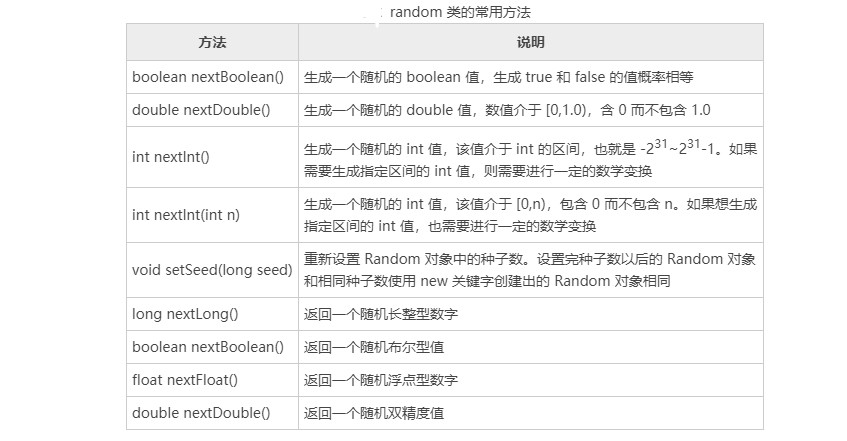 random 类的常用方法
方法 说明
boolean nextBoolean() 生成一个随机的 boolean 值，生成 true 和 false 的值概率相等
double nextDouble() 生成一个随机的 double 值，数值介于 [0,1.0)，含 0 而不包含 1.0
int nextInt() 生成一个随机的 int 值，该值介于 int 的区间，也就是 -2³¹~2³¹-1。如果
需要生成指定区间的 int 值，则需要进行一定的数学变换
int nextInt(int n) 生成一个随机的 int 值，该值介于 [0,n)，包含 0 而不包含 n。如果想生成
指定区间的 int 值，也需要进行一定的数学变换
void setSeed(long seed) 重新设置 Random 对象中的种子数。设置完种子数以后的 Random 对象
和相同种子数使用 new 关键字创建出的 Random 对象相同
long nextLong() 返回一个随机长整型数字
boolean nextBoolean() 返回一个随机布尔型值
float nextFloat() 返回一个随机浮点型数字
double nextDouble() 返回一个随机双精度值